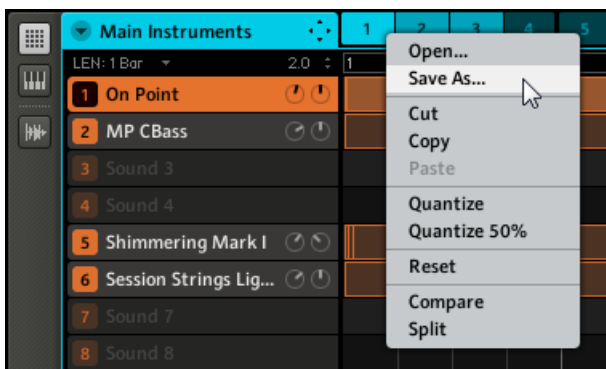 Main Instruments
1 2 3 4 5
LEN: 1 Bar 2.0 1
1 On Point
2 MP CBass
3 Sound 3
4 Sound 4
5 Shimmering Mark I
6 Session Strings Lig...
7 Sound 7
8 Sound 8
Open...
Save As...
Cut
Copy
Paste
Quantize
Quantize 50%
Reset
Compare
Split